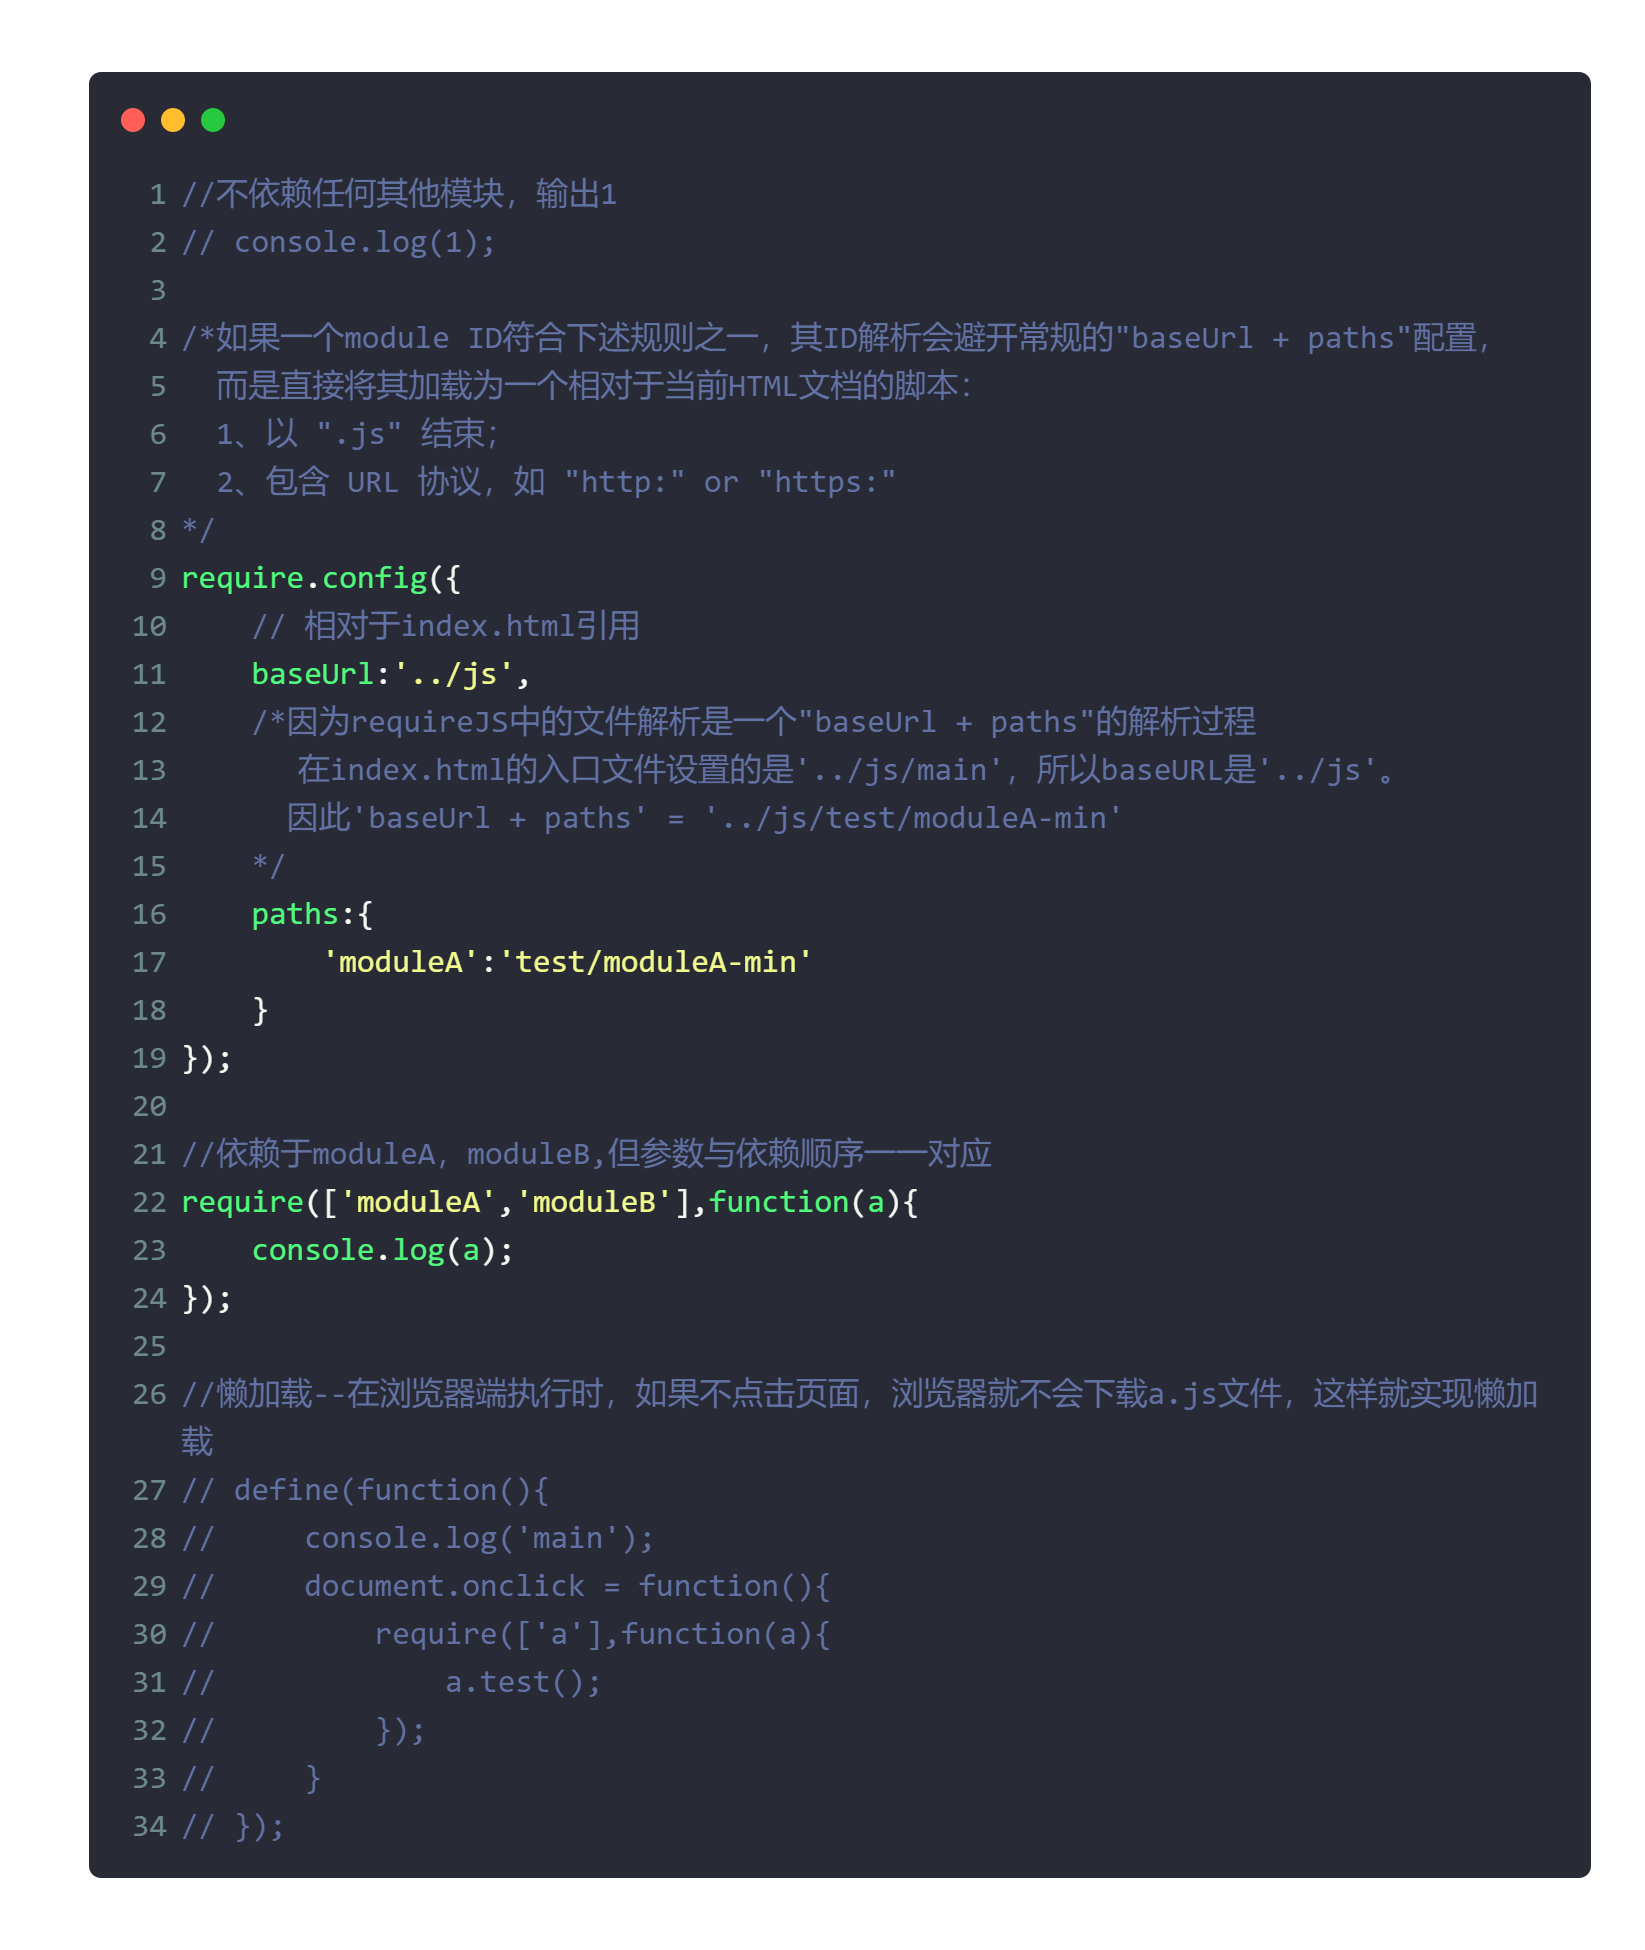 1 //不依赖任何其他模块，输出1
2 // console.log(1);
3
4 /*如果一个module ID符合下述规则之一，其ID解析会避开常规的"baseUrl + paths"配置，
5   而是直接将其加载为一个相对于当前HTML文档的脚本：
6   1、以 ".js" 结束；
7   2、包含 URL 协议，如 "http:" or "https:"
8 */
9 require.config({
10     // 相对于index.html引用
11     baseUrl:'../js',
12     /*因为requireJS中的文件解析是一个"baseUrl + paths"的解析过程
13        在index.html的入口文件设置的是'../js/main'，所以baseURL是'../js'。
14       因此'baseUrl + paths' = '../js/test/moduleA-min'
15     */
16     paths:{
17         'moduleA':'test/moduleA-min'
18     }
19 });
20
21 //依赖于moduleA，moduleB,但参数与依赖顺序一一对应
22 require(['moduleA','moduleB'],function(a){
23     console.log(a);
24 });
25
26 //懒加载--在浏览器端执行时，如果不点击页面，浏览器就不会下载a.js文件，这样就实现懒加
载
27 // define(function(){
28 //     console.log('main');
29 //     document.onclick = function(){
30 //         require(['a'],function(a){
31 //             a.test();
32 //         });
33 //     }
34 // });